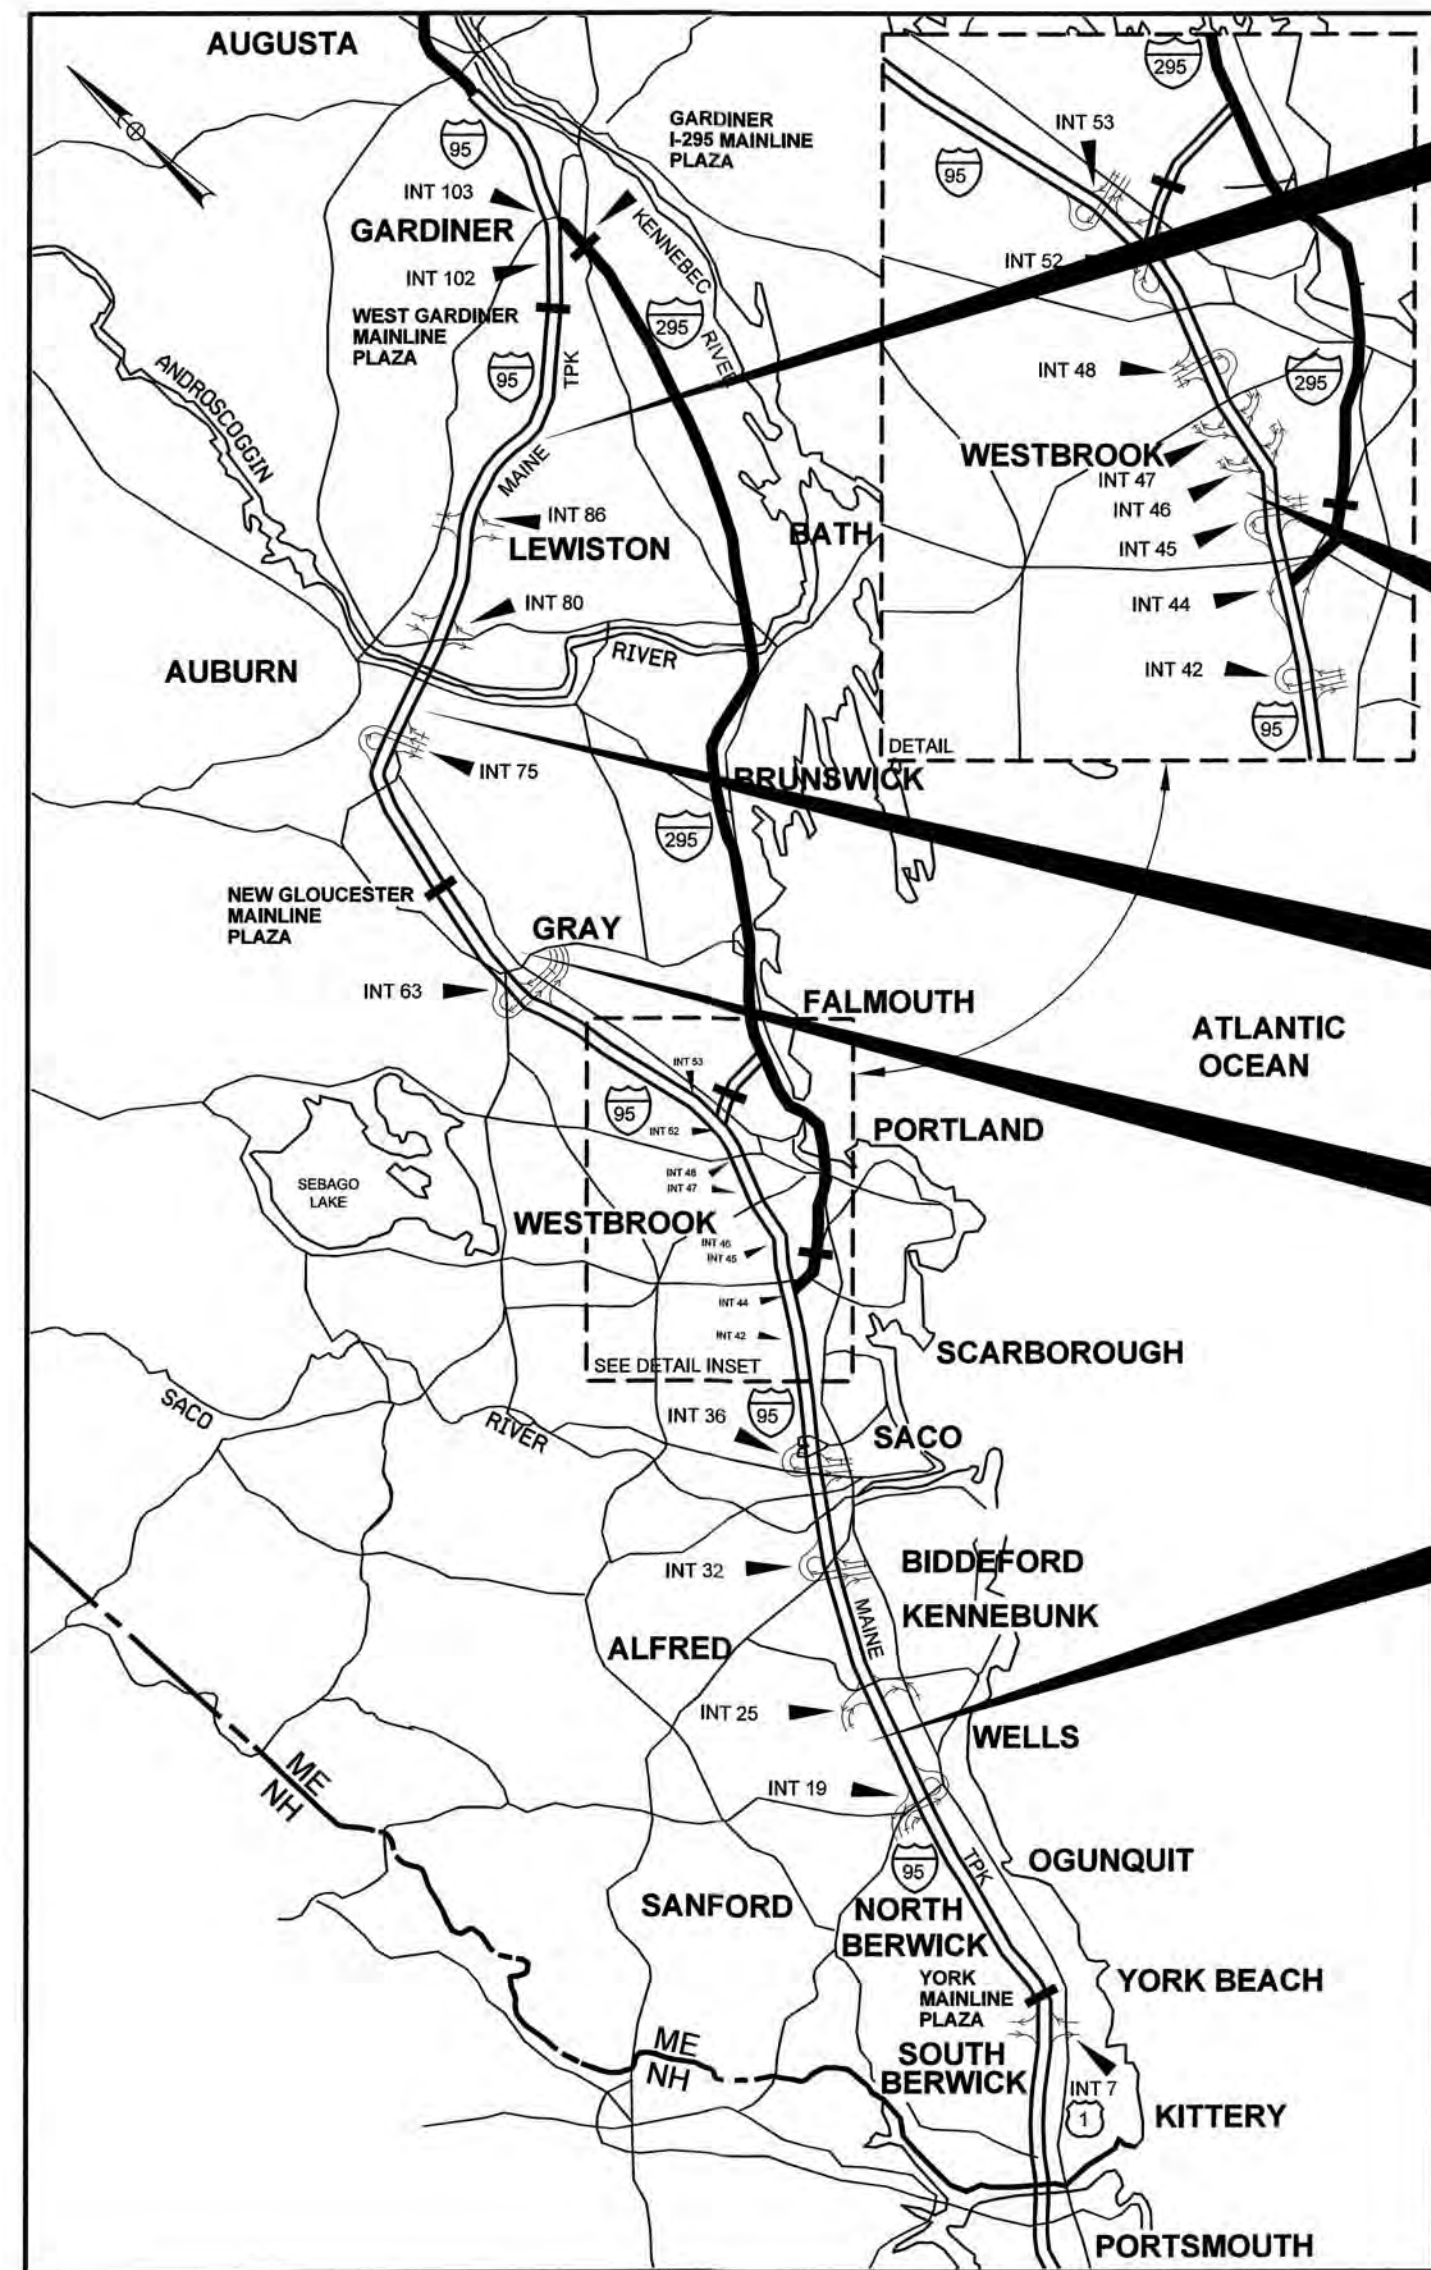 AUGUSTA
295
GARDINER
I-295 MAINLINE
PLAZA
INT 53
95
95
INT 103
GARDINER
KENNEBEC
RIVER
INT 52
INT 102
WEST GARDINER
MAINLINE
PLAZA
295
95
TPK
INT 48
295
ANDROSCOGGIN
WESTBROOK
MAINE
INT 47
INT 86
INT 46
BATH
LEWISTON
INT 45
INT 80
INT 44
RIVER
AUBURN
INT 42
95
DETAIL
INT 75
BRUNSWICK
295
NEW GLOUCESTER
MAINLINE
PLAZA
GRAY
INT 63
FALMOUTH
ATLANTIC
OCEAN
INT 53
95
INT 52
PORTLAND
INT 48
SEBAGO
LAKE
INT 47
WESTBROOK
INT 46
INT 45
INT 44
INT 42
SCARBOROUGH
SEE DETAIL INSET
SACO
RIVER
INT 36
95
SACO
INT 32
BIDDEFORD
MAINE
KENNEBUNK
ALFRED
INT 25
WELLS
ME
NH
INT 19
TPK
OGUNQUIT
95
SANFORD
NORTH
BERWICK
YORK
MAINLINE
PLAZA
YORK BEACH
ME
NH
SOUTH
BERWICK
INT 7
1
KITTERY
PORTSMOUTH